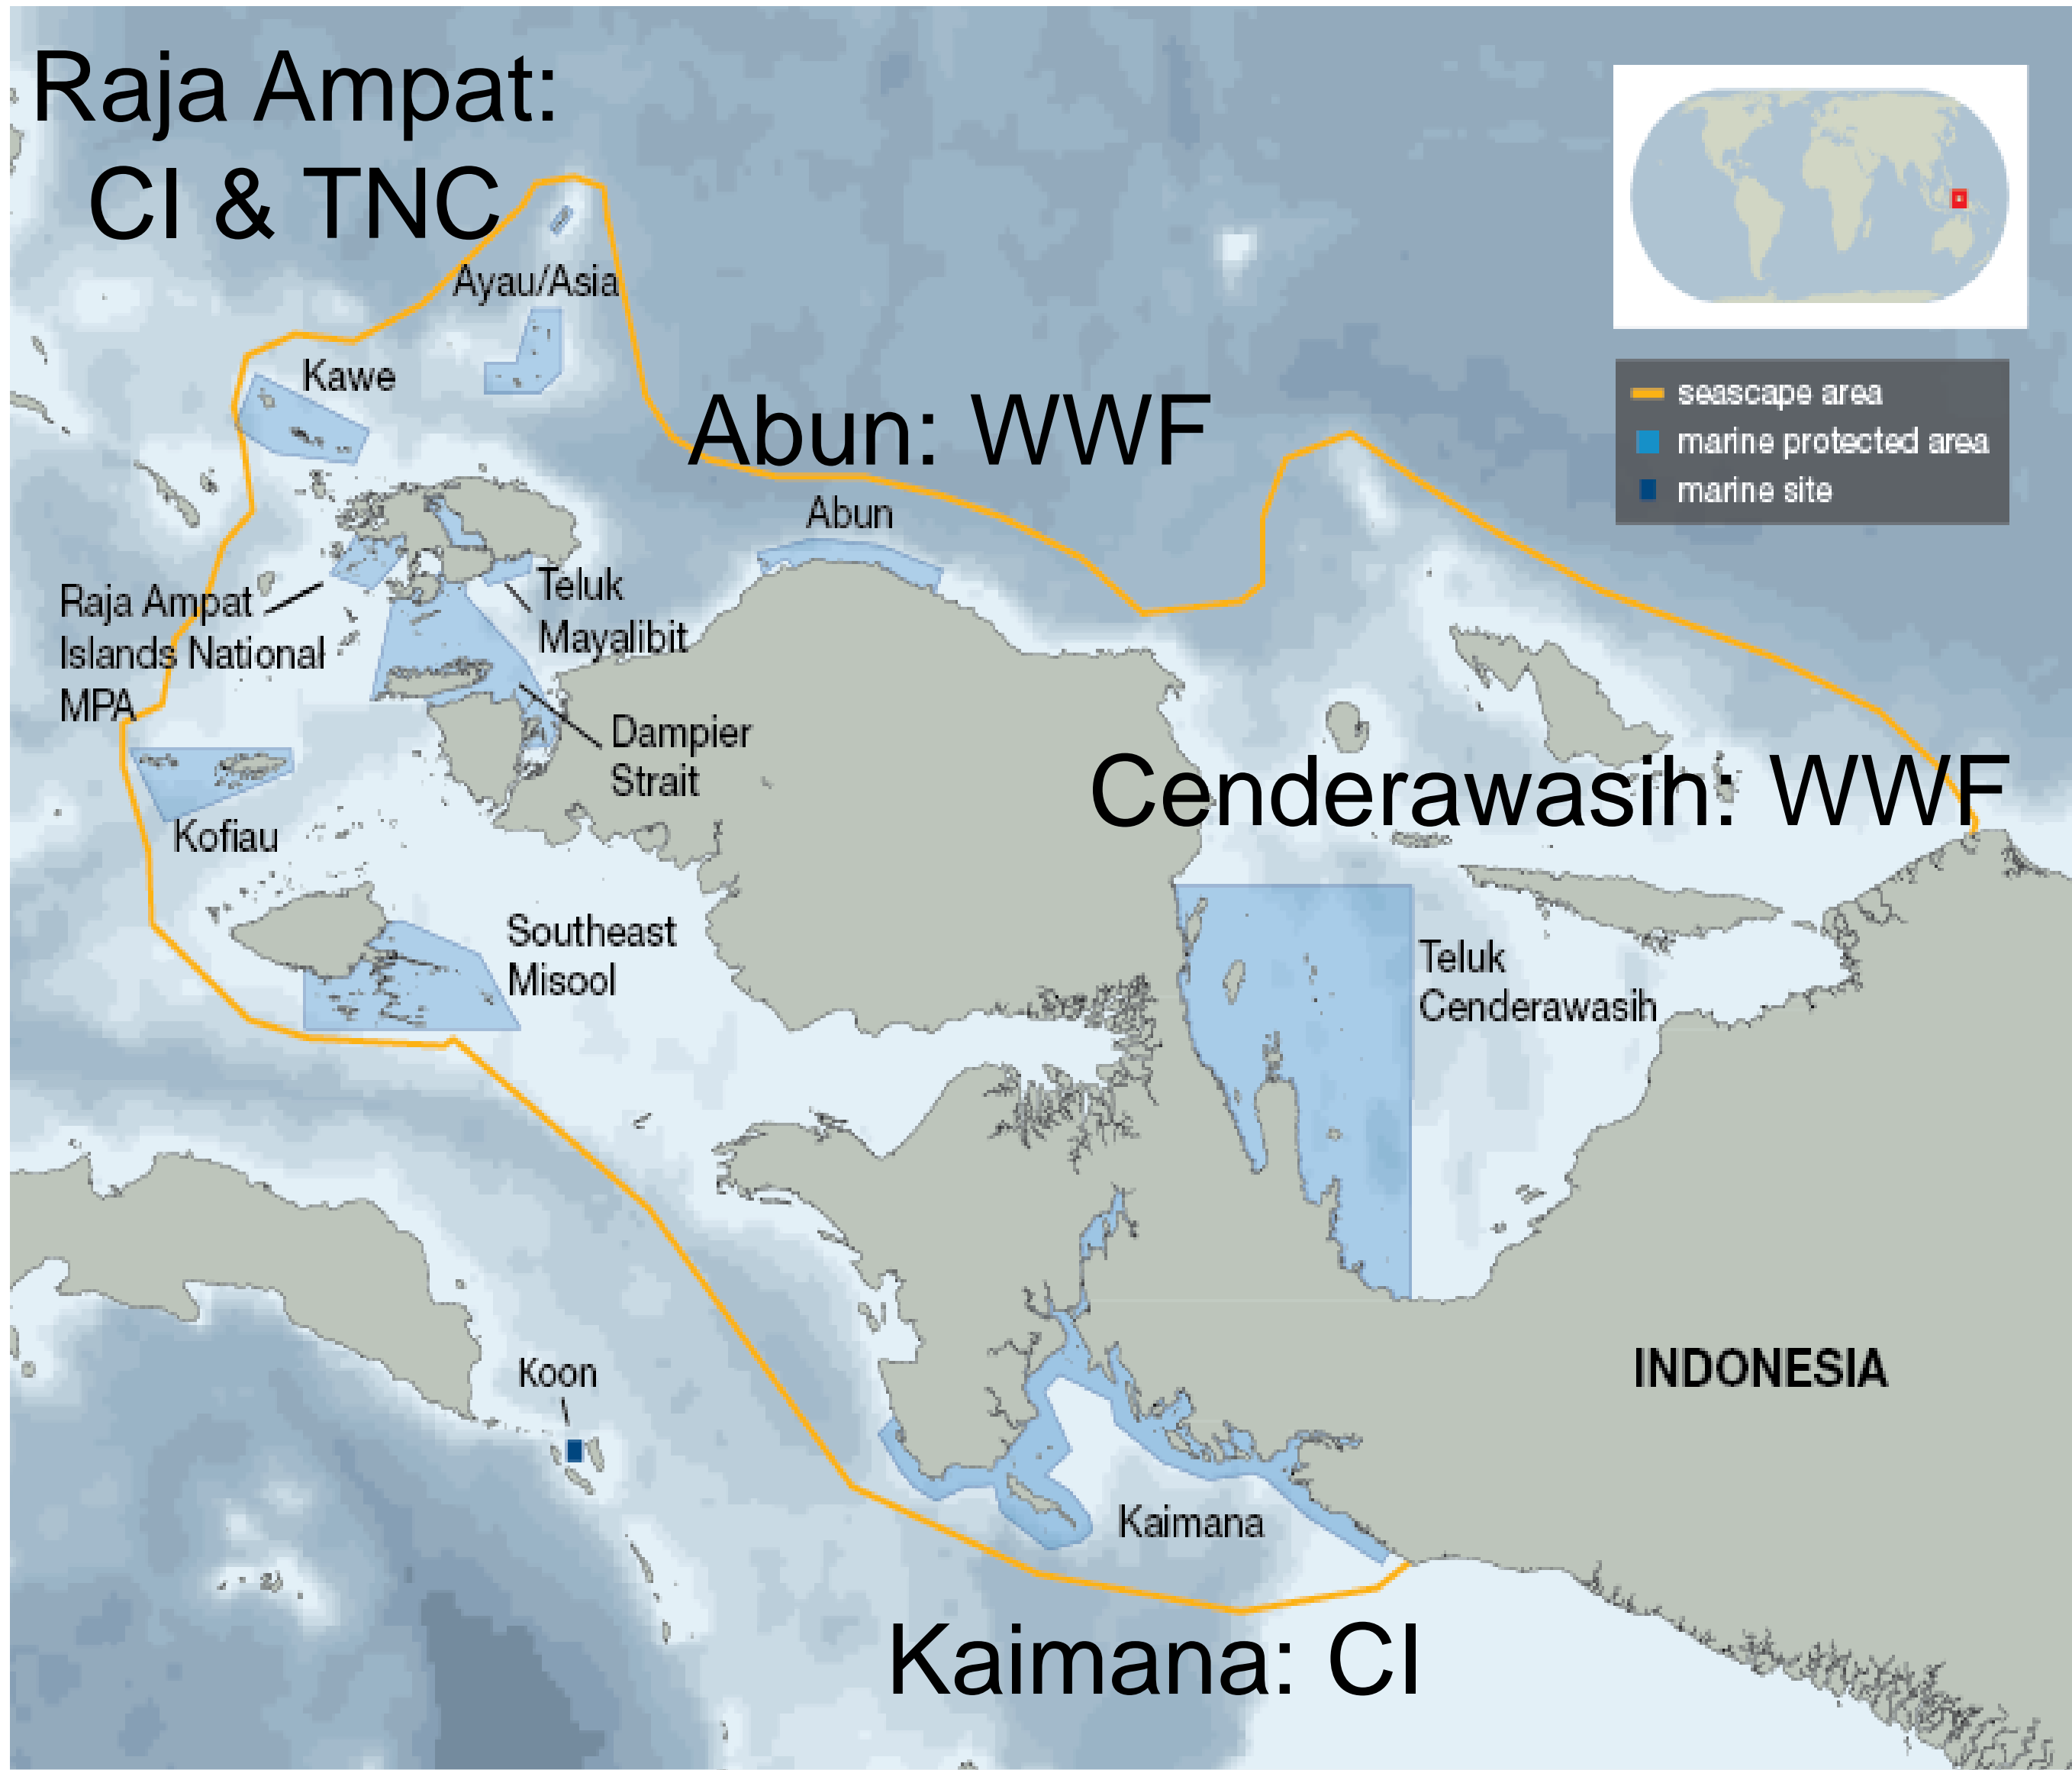 Raja Ampat:
CI & TNC
Ayau/Asia
Kawe
Abun: WWF
seascape area
marine protected area
marine site
Abun
Raja Ampat
Islands National
MPA
Teluk
Mayalibit
Dampier
Strait
Cenderawasih: WWF
Kofiau
Southeast
Misool
Teluk
Cenderawasih
INDONESIA
Koon
Kaimana
Kaimana: CI